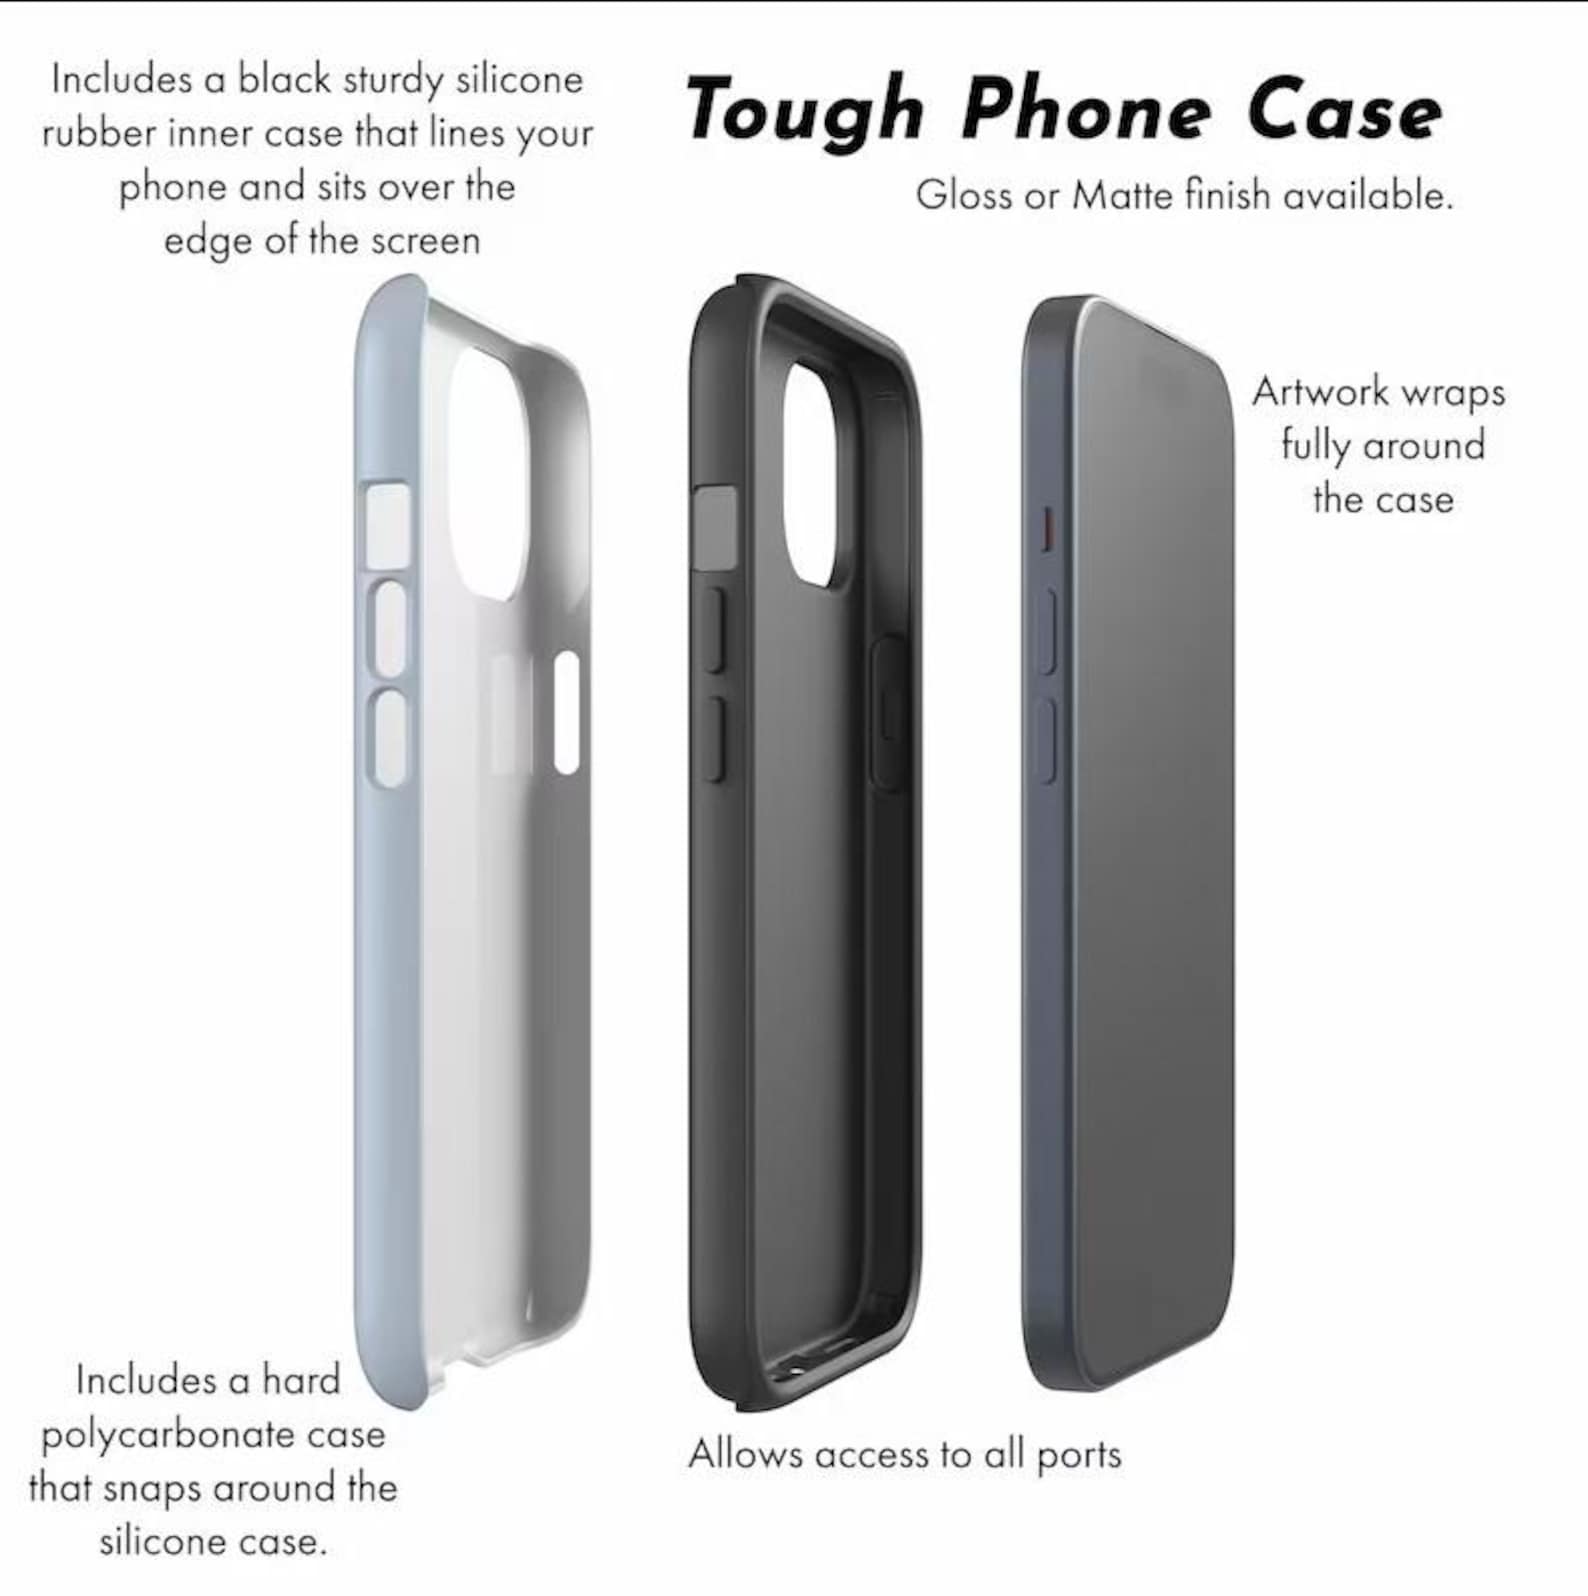 Includes a black sturdy silicone
rubber inner case that lines your
phone and sits over the
edge of the screen
Tough Phone Case
Gloss or Matte finish available.
Artwork wraps
fully around
the case
Includes a hard
polycarbonate case
that snaps around the
silicone case.
Allows access to all ports